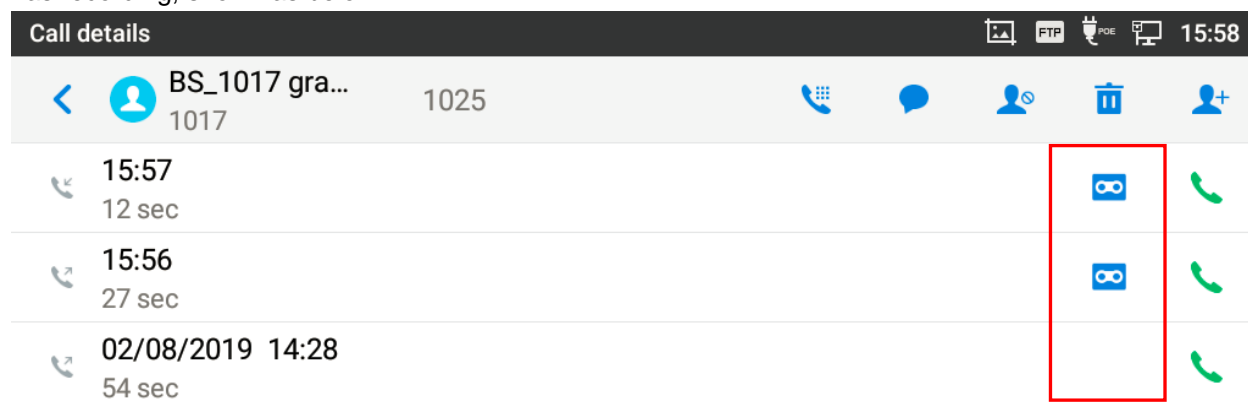 Call details
FTP POE 15:58
BS_1017 gra... 1025
1017
15:57
12 sec
15:56
27 sec
02/08/2019 14:28
54 sec